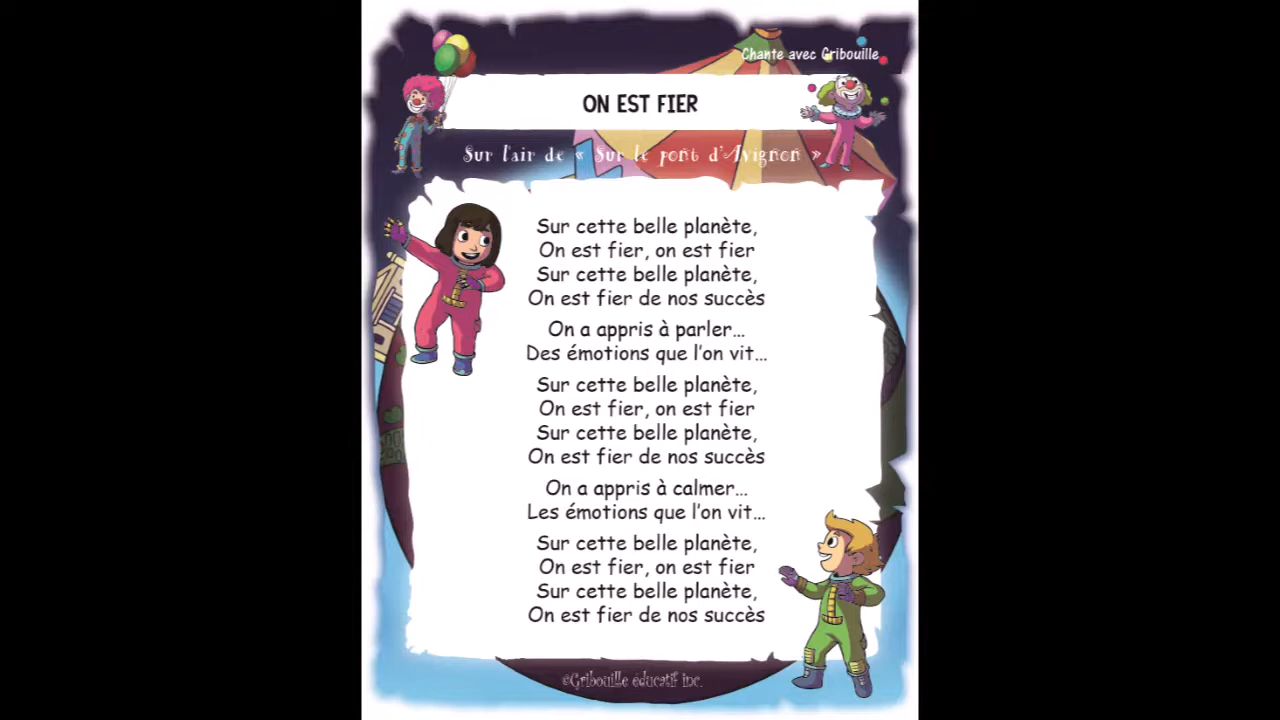 Chante avec Gribouille
ON EST FIER
Sur l'air de « Sur le pont d'Avignon »
Sur cette belle planète,
On est fier, on est fier
Sur cette belle planète,
On est fier de nos succès
On a appris à parler...
Des émotions que l'on vit...
Sur cette belle planète,
On est fier, on est fier
Sur cette belle planète,
On est fier de nos succès
On a appris à calmer...
Les émotions que l'on vit...
Sur cette belle planète,
On est fier, on est fier
Sur cette belle planète,
On est fier de nos succès
©Gribouille éducatif inc.